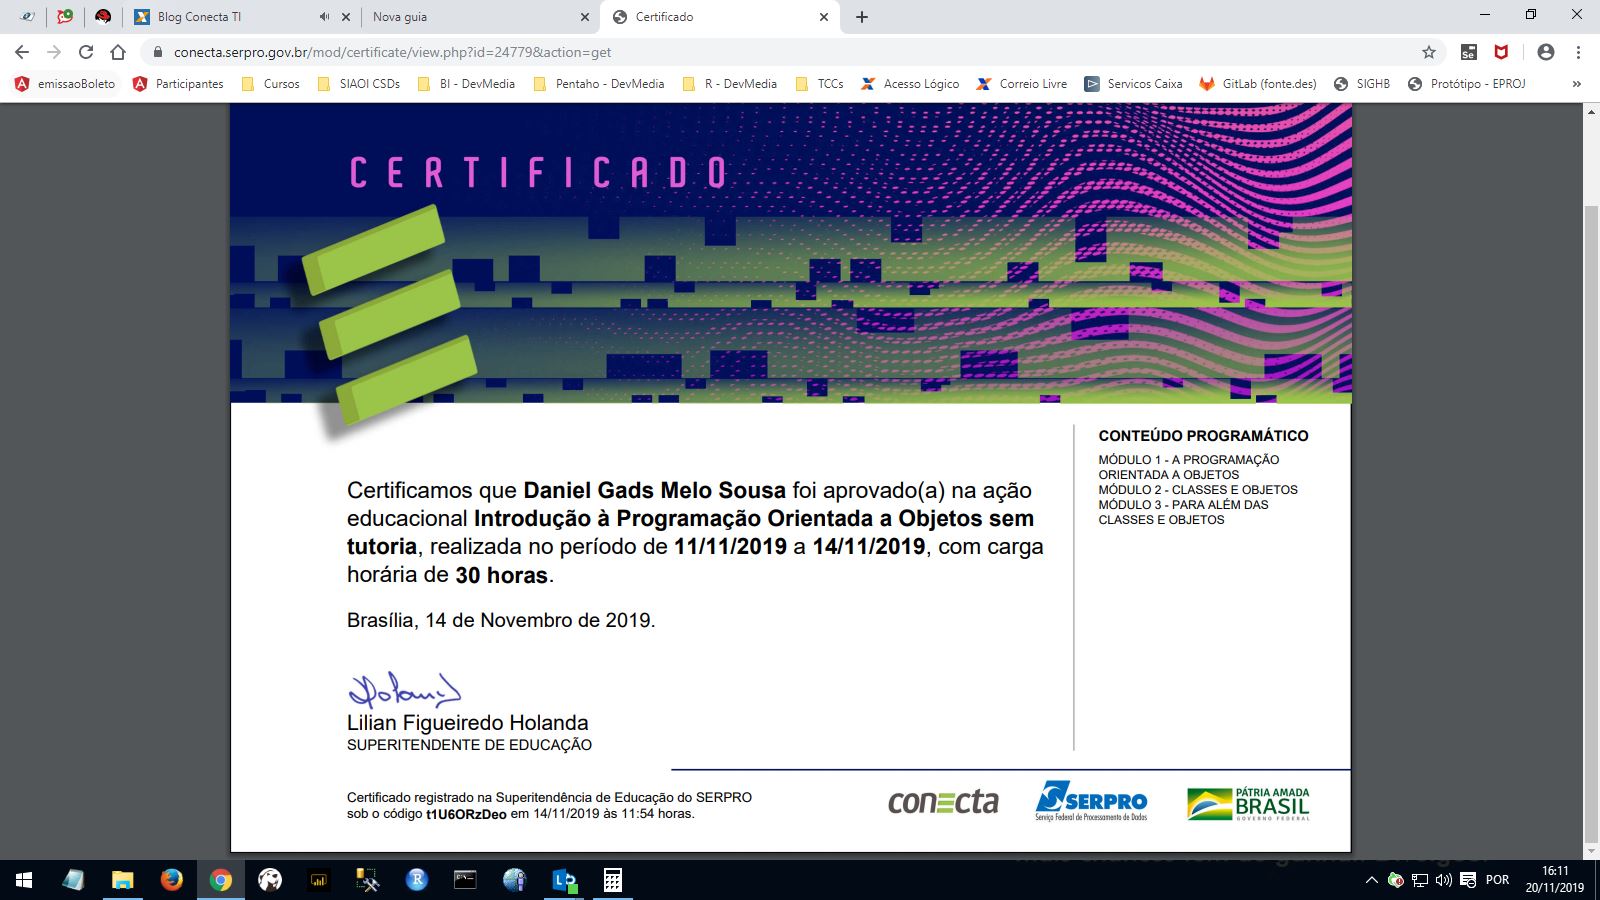 Blog Conecta TI
Nova guia
Certificado
conecta.serpro.gov.br/mod/certificate/view.php?id=24779&action=get
Se
emissaoBoleto
Participantes
Cursos
SIAOI CSDs
BI - DevMedia
Pentaho - DevMedia
R - DevMedia
TCCs
Acesso Lógico
Correio Livre
Servicos Caixa
GitLab (fonte.des)
SIGHB
Protótipo - EPROJ
CERTIFICADO
Certificamos que Daniel Gads Melo Sousa foi aprovado(a) na ação
educacional Introdução à Programação Orientada a Objetos sem
tutoria, realizada no período de 11/11/2019 a 14/11/2019, com carga
horária de 30 horas.
Brasília, 14 de Novembro de 2019.
Lilian Figueiredo Holanda
SUPERITENDENTE DE EDUCAÇÃO
Certificado registrado na Superitendência de Educação do SERPRO
sob o código t1U6ORzDeo em 14/11/2019 às 11:54 horas.
CONTEÚDO PROGRAMÁTICO
MÓDULO 1 - A PROGRAMAÇÃO
ORIENTADA A OBJETOS
MÓDULO 2 - CLASSES E OBJETOS
MÓDULO 3 - PARA ALÉM DAS
CLASSES E OBJETOS
conecta
SERPRO
Serviço Federal de Processamento de Dados
PÁTRIA AMADA
BRASIL
GOVERNO FEDERAL
R
POR
16:11
20/11/2019